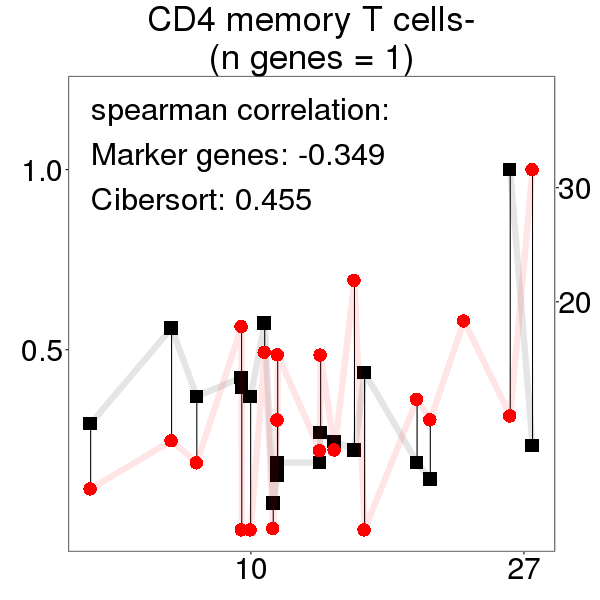 CD4 memory T cells-
(n genes = 1)
spearman correlation:
Marker genes: -0.349
Cibersort: 0.455
1.0
0.5
30
20
10
27